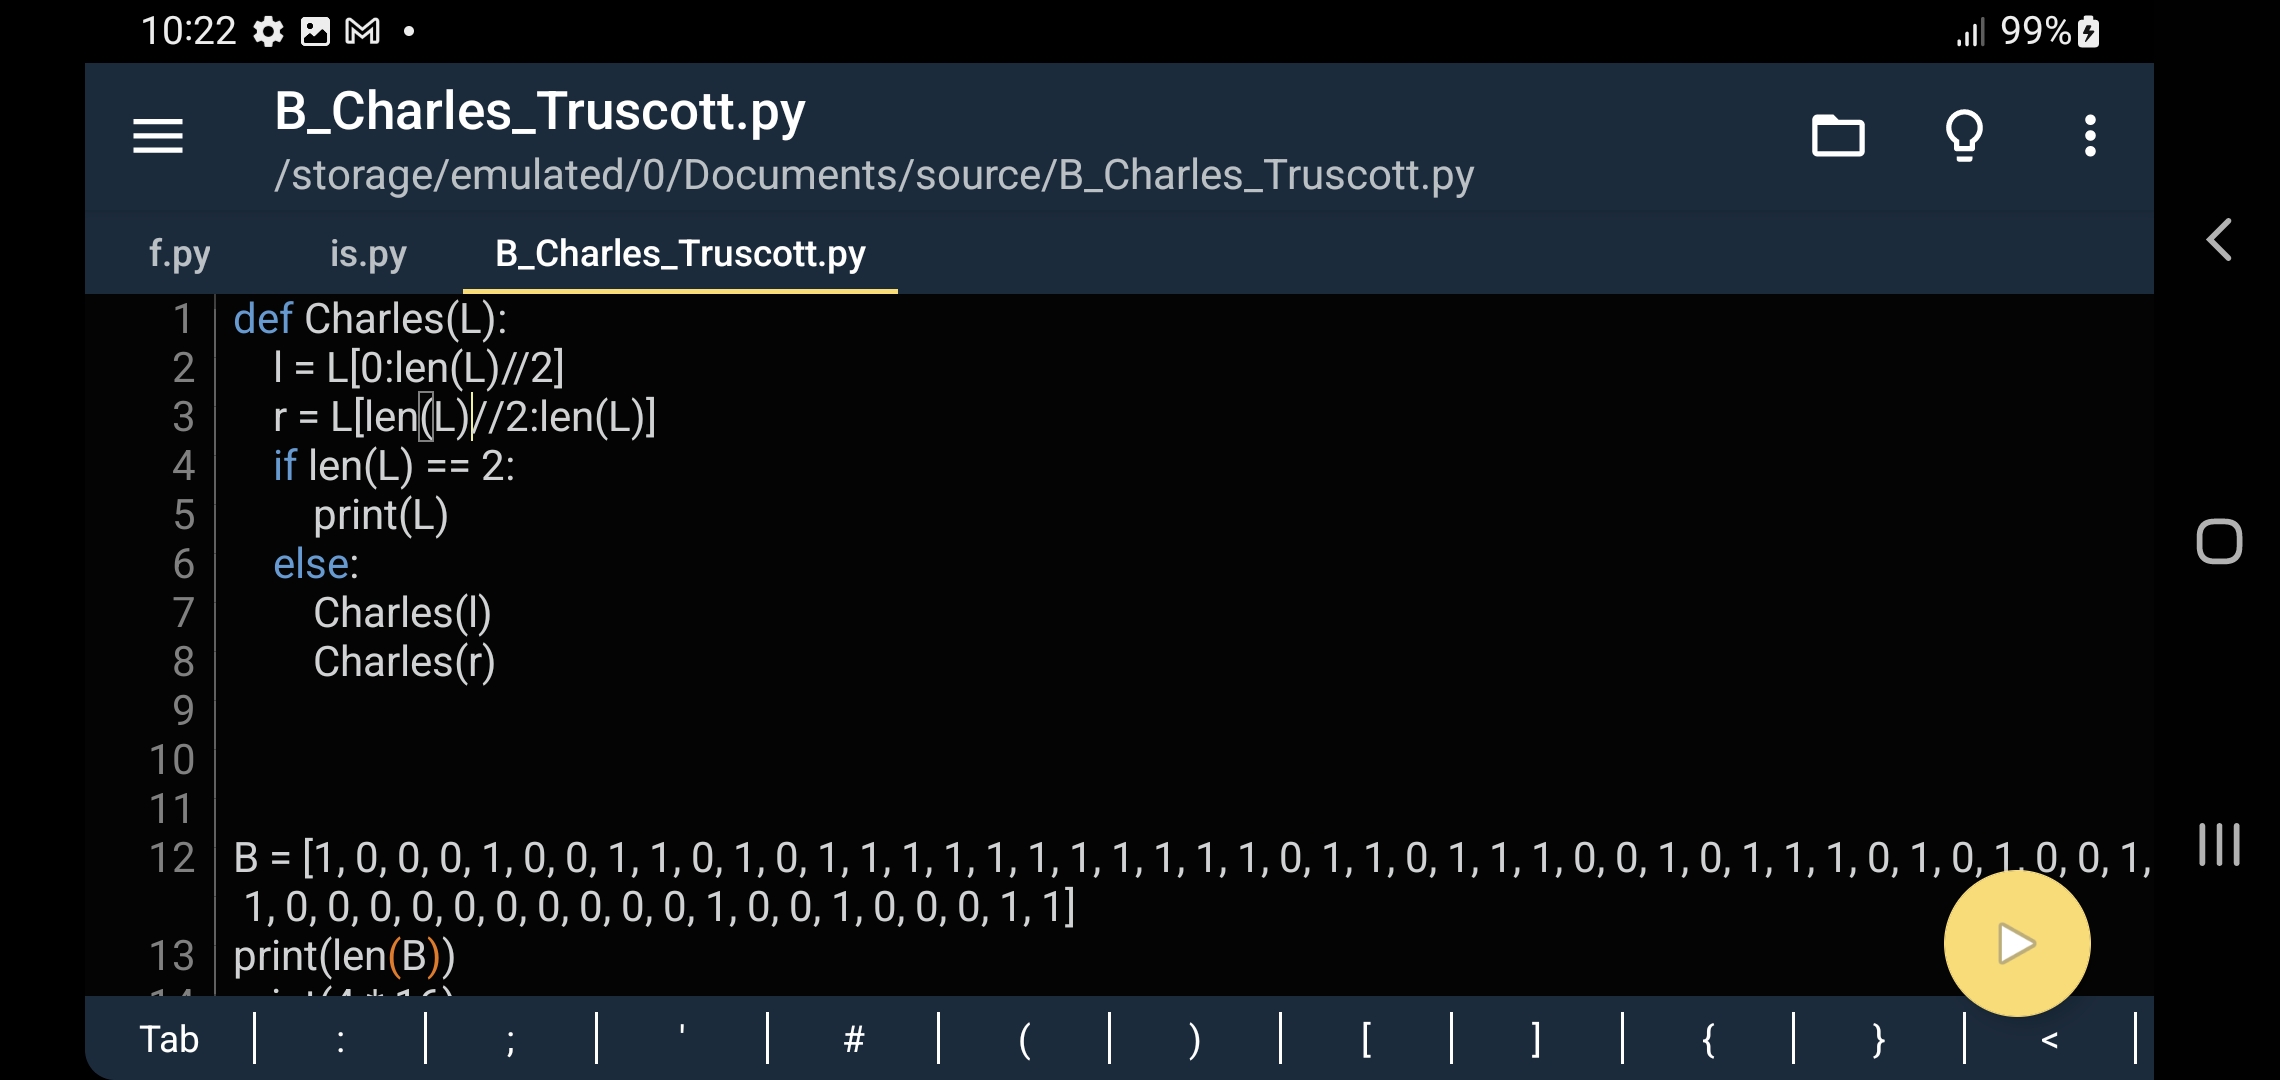 10:22
99%
B_Charles_Truscott.py
/storage/emulated/0/Documents/source/B_Charles_Truscott.py
f.py is.py B_Charles_Truscott.py
1 def Charles(L):
2 l = L[0:len(L)//2]
3 r = L[len(L)//2:len(L)]
4 if len(L) == 2:
5 print(L)
6 else:
7 Charles(l)
8 Charles(r)
9
10
11
12 B = [1, 0, 0, 0, 1, 0, 0, 1, 1, 0, 1, 0, 1, 1, 1, 1, 1, 1, 1, 1, 1, 1, 1, 0, 1, 1, 0, 1, 1, 1, 0, 0, 1, 0, 1, 1, 1, 0, 1, 0, 1, 0, 0, 1,
1, 0, 0, 0, 0, 0, 0, 0, 0, 0, 0, 1, 0, 0, 1, 0, 0, 0, 1, 1]
13 print(len(B))
14 print(4 * 16)
Tab : ; ' # ( ) [ ] { } <